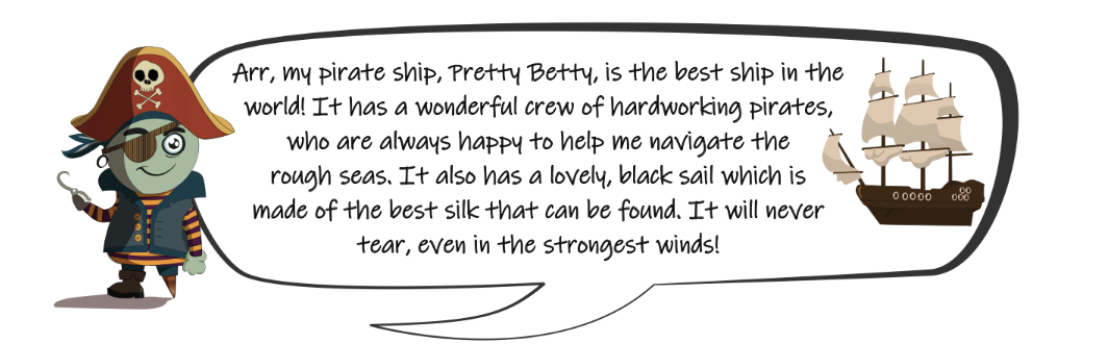 Arr, my pirate ship, Pretty Betty, is the best ship in the
world! It has a wonderful crew of hardworking pirates,
who are always happy to help me navigate the
rough seas. It also has a lovely, black sail which is
made of the best silk that can be found. It will never
tear, even in the strongest winds!